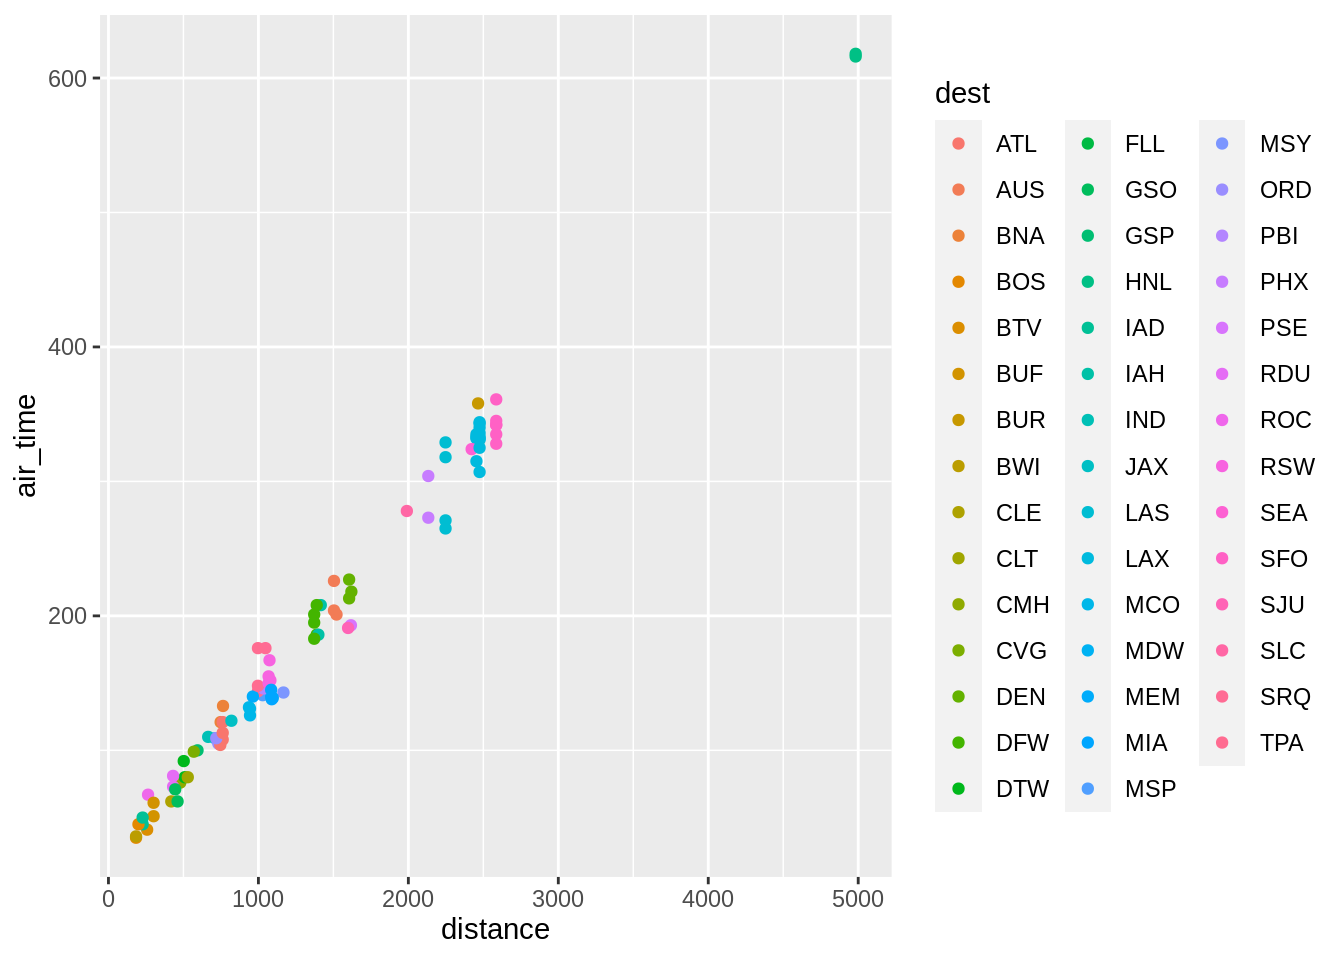 600
400
200
air_time
0
1000
2000
3000
4000
5000
distance
dest
ATL
AUS
BNA
BOS
BTV
BUF
BUR
BWI
CLE
CLT
CMH
CVG
DEN
DFW
DTW
FLL
GSO
GSP
HNL
IAD
IAH
IND
JAX
LAS
LAX
MCO
MDW
MEM
MIA
MSP
MSY
ORD
PBI
PHX
PSE
RDU
ROC
RSW
SEA
SFO
SJU
SLC
SRQ
TPA